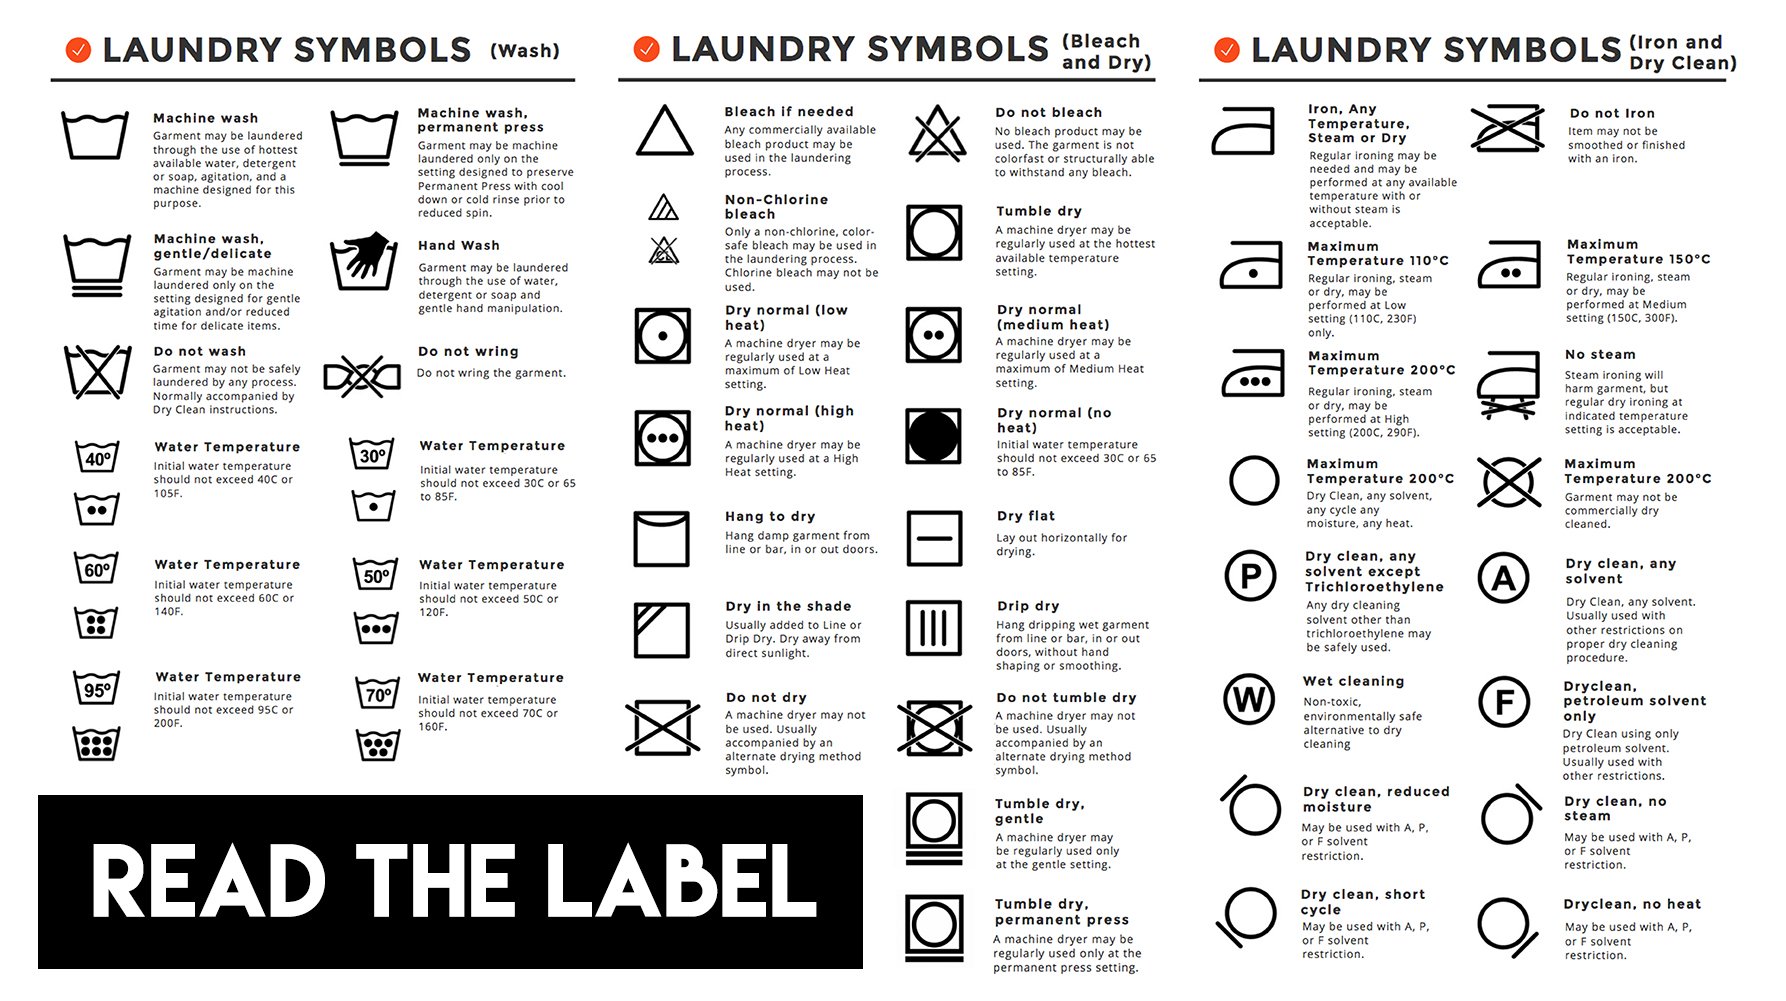 LAUNDRY SYMBOLS (Wash)
Machine wash
Garment may be laundered
through the use of hottest
available water, detergent
or soap, agitation, and a
machine designed for this
purpose.
Machine wash,
permanent press
Garment may be machine
laundered only on the
setting designed to preserve
Permanent Press with cool
down or cold rinse prior to
reduced spin.
Machine wash,
gentle/delicate
Garment may be machine
laundered only on the
setting designed for gentle
agitation and/or reduced
time for delicate items.
Hand Wash
Garment may be laundered
through the use of water,
detergent or soap and
gentle hand manipulation.
Do not wash
Garment may not be safely
laundered by any process.
Normally accompanied by
Dry Clean instructions.
Do not wring
Do not wring the garment.
40º
Water Temperature
Initial water temperature
should not exceed 40C or
105F.
30º
Water Temperature
Initial water temperature
should not exceed 30C or 65
to 85F.
60º
Water Temperature
Initial water temperature
should not exceed 60C or
140F.
50º
Water Temperature
Initial water temperature
should not exceed 50C or
120F.
95º
Water Temperature
Initial water temperature
should not exceed 95C or
200F.
70º
Water Temperature
Initial water temperature
should not exceed 70C or
160F.
READ THE LABEL
LAUNDRY SYMBOLS (Bleach
and Dry)
Bleach if needed
Any commercially available
bleach product may be
used in the laundering
process.
Do not bleach
No bleach product may be
used. The garment is not
colorfast or structurally able
to withstand any bleach.
CL
Non-Chlorine
bleach
Only a non-chlorine, color-
safe bleach may be used in
the laundering process.
Chlorine bleach may not be
used.
Tumble dry
A machine dryer may be
regularly used at the hottest
available temperature
setting.
Dry normal (low
heat)
A machine dryer may be
regularly used at a
maximum of Low Heat
setting.
Dry normal
(medium heat)
A machine dryer may be
regularly used at a
maximum of Medium Heat
setting.
Dry normal (high
heat)
A machine dryer may be
regularly used at a High
Heat setting.
Dry normal (no
heat)
Initial water temperature
should not exceed 30C or 65
to 85F.
Hang to dry
Hang damp garment from
line or bar, in or out doors.
Dry flat
Lay out horizontally for
drying.
Dry in the shade
Usually added to Line or
Drip Dry. Dry away from
direct sunlight.
Drip dry
Hang dripping wet garment
from line or bar, in or out
doors, without hand
shaping or smoothing.
Do not dry
A machine dryer may not
be used. Usually
accompanied by an
alternate drying method
symbol.
Do not tumble dry
A machine dryer may not
be used. Usually
accompanied by an
alternate drying method
symbol.
Tumble dry,
gentle
A machine dryer may
be regularly used only
at the gentle setting.
Tumble dry,
permanent press
A machine dryer may be
regularly used only at the
permanent press setting.
LAUNDRY SYMBOLS (Iron and
Dry Clean)
Iron, Any
Temperature,
Steam or Dry
Regular ironing may be
needed and may be
performed at any available
temperature with or
without steam is
acceptable.
Do not Iron
Item may not be
smoothed or finished
with an iron.
Maximum
Temperature 110°C
Regular ironing, steam
or dry, may be
performed at Low
setting (110C, 230F)
only.
Maximum
Temperature 150°C
Regular ironing, steam
or dry, may be
performed at Medium
setting (150C, 300F).
Maximum
Temperature 200°C
Regular ironing, steam
or dry, may be
performed at High
setting (200C, 290F).
No steam
Steam ironing will
harm garment, but
regular dry ironing at
indicated temperature
setting is acceptable.
Maximum
Temperature 200°C
Dry Clean, any solvent,
any cycle any
moisture, any heat.
Maximum
Temperature 200°C
Garment may not be
commercially dry
cleaned.
P
Dry clean, any
solvent except
Trichloroethylene
Any dry cleaning
solvent other than
trichloroethylene may
be safely used.
A
Dry clean, any
solvent
Dry Clean, any solvent.
Usually used with
other restrictions on
proper dry cleaning
procedure.
W
Wet cleaning
Non-toxic,
environmentally safe
alternative to dry
cleaning
F
Dryclean,
petroleum solvent
only
Dry Clean using only
petroleum solvent.
Usually used with
other restrictions.
Dry clean, reduced
moisture
May be used with A, P,
or F solvent
restriction.
Dry clean, no
steam
May be used with A, P,
or F solvent
restriction.
Dry clean, short
cycle
May be used with A, P,
or F solvent
restriction.
Dryclean, no heat
May be used with A, P,
or F solvent
restriction.